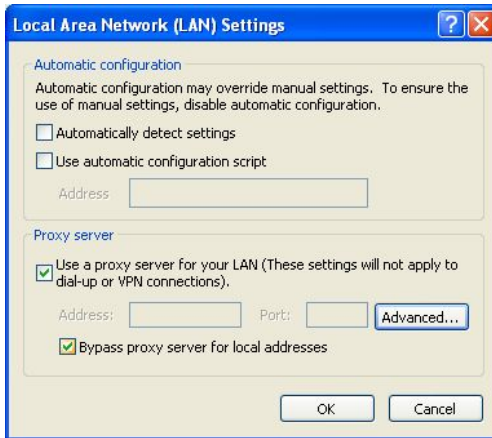 Local Area Network (LAN) Settings
Automatic configuration
Automatic configuration may override manual settings. To ensure the
use of manual settings, disable automatic configuration.
Automatically detect settings
Use automatic configuration script
Address
Proxy server
Use a proxy server for your LAN (These settings will not apply to
dial-up or VPN connections).
Address: Port: Advanced...
Bypass proxy server for local addresses
OK Cancel